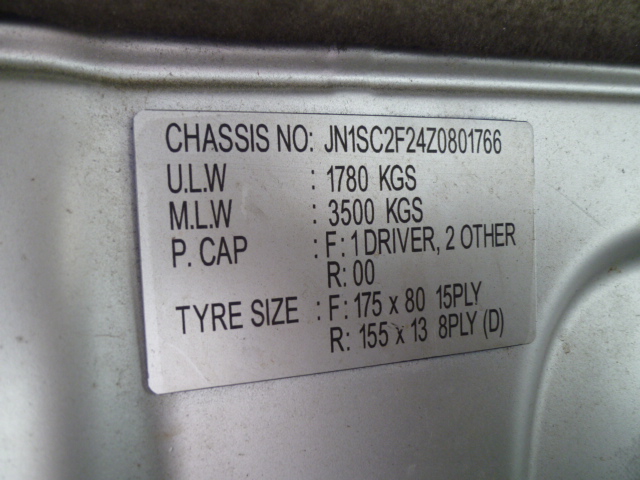 CHASSIS NO: JN1SC2F24Z0801766
U.L.W : 1780 KGS
M.L.W : 3500 KGS
P. CAP : F: 1 DRIVER, 2 OTHER
R: 00
TYRE SIZE : F: 175 x 80 15PLY
R: 155 x 13 8PLY (D)